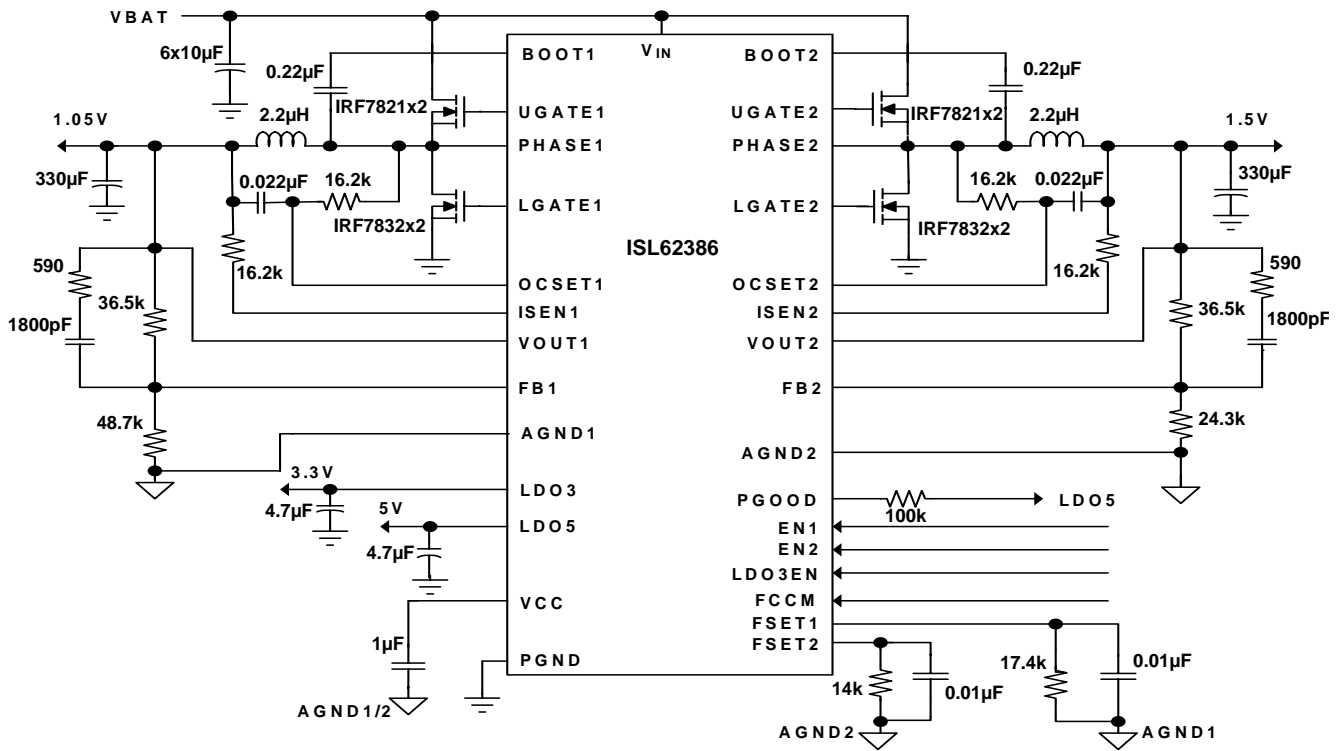 VBAT
6x10µF
0.22µF
IRF7821x2
2.2µH
1.05V
330µF
0.022µF
16.2k
IRF7832x2
16.2k
590
36.5k
1800pF
48.7k
3.3V
4.7µF
5V
4.7µF
1µF
AGND1/2
BOOT1
UGATE1
PHASE1
LGATE1
OCSET1
ISEN1
VOUT1
FB1
AGND1
LDO3
LDO5
VCC
PGND
VIN
ISL62386
BOOT2
UGATE2
PHASE2
LGATE2
OCSET2
ISEN2
VOUT2
FB2
AGND2
PGOOD
EN1
EN2
LDO3EN
FCCM
FSET1
FSET2
0.22µF
IRF7821x2
2.2µH
1.5V
330µF
16.2k
0.022µF
IRF7832x2
16.2k
590
36.5k
1800pF
24.3k
100k
LDO5
14k
0.01µF
AGND2
17.4k
0.01µF
AGND1